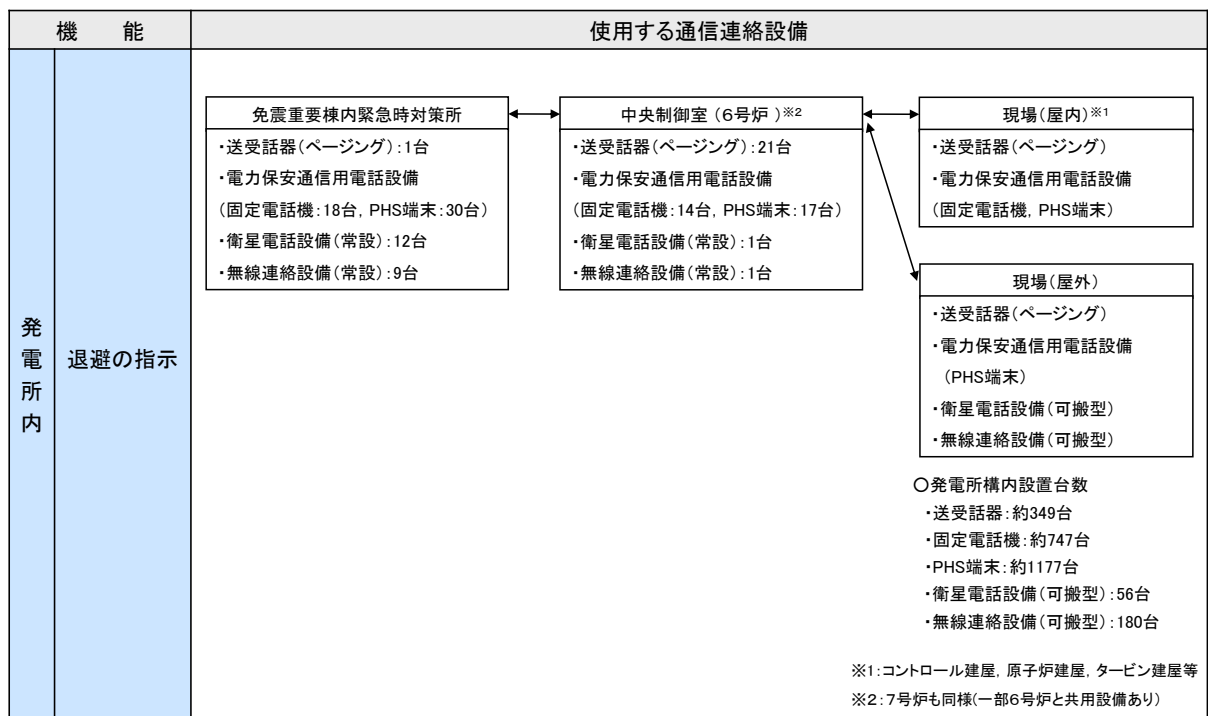 機 能
使用する通信連絡設備
発電所内
退避の指示
免震重要棟内緊急時対策所
・送受話器(ページング):1台
・電力保安通信用電話設備
(固定電話機:18台, PHS端末:30台)
・衛星電話設備(常設):12台
・無線連絡設備(常設):9台
中央制御室(6号炉)※2
・送受話器(ページング):21台
・電力保安通信用電話設備
(固定電話機:14台, PHS端末:17台)
・衛星電話設備(常設):1台
・無線連絡設備(常設):1台
現場(屋内)※1
・送受話器(ページング)
・電力保安通信用電話設備
(固定電話機, PHS端末)
現場(屋外)
・送受話器(ページング)
・電力保安通信用電話設備
(PHS端末)
・衛星電話設備(可搬型)
・無線連絡設備(可搬型)
○発電所構内設置台数
・送受話器:約349台
・固定電話機:約747台
・PHS端末:約1177台
・衛星電話設備(可搬型):56台
・無線連絡設備(可搬型):180台
※1:コントロール建屋, 原子炉建屋, タービン建屋等
※2:7号炉も同様(一部6号炉と共用設備あり)